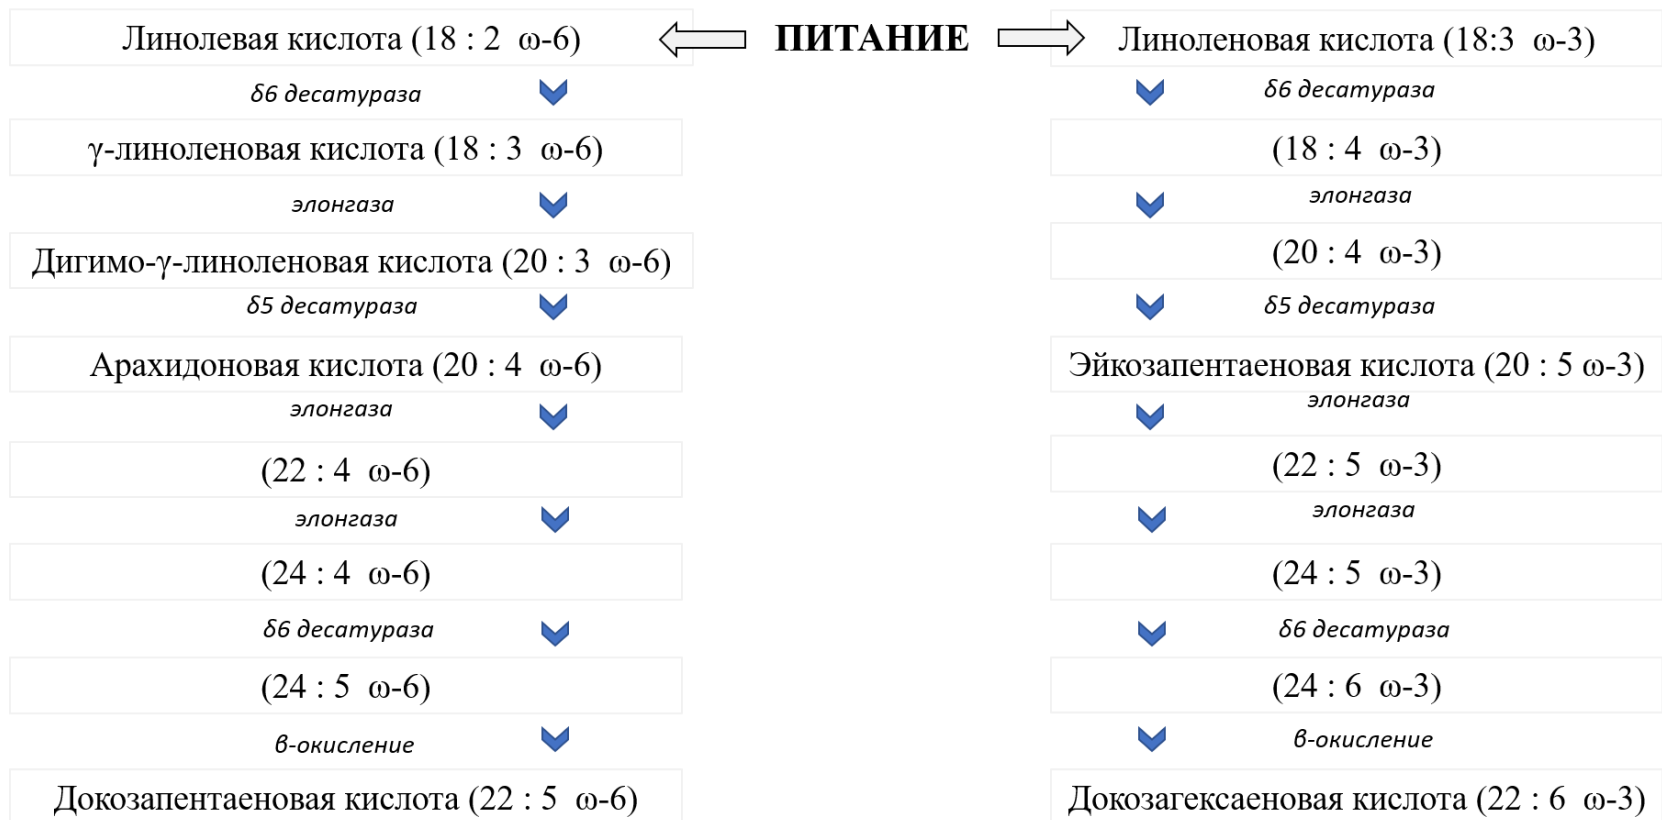 Линолевая кислота (18 : 2 ω-6) ПИТАНИЕ Линоленовая кислота (18:3 ω-3)
δ6 десатураза δ6 десатураза
γ-линоленовая кислота (18 : 3 ω-6) (18 : 4 ω-3)
элонгаза элонгаза
Дигимо-γ-линоленовая кислота (20 : 3 ω-6) (20 : 4 ω-3)
δ5 десатураза δ5 десатураза
Арахидоновая кислота (20 : 4 ω-6) Эйкозапентаеновая кислота (20 : 5 ω-3)
элонгаза элонгаза
(22 : 4 ω-6) (22 : 5 ω-3)
элонгаза элонгаза
(24 : 4 ω-6) (24 : 5 ω-3)
δ6 десатураза δ6 десатураза
(24 : 5 ω-6) (24 : 6 ω-3)
в-окисление в-окисление
Докозапентаеновая кислота (22 : 5 ω-6) Докозагексаеновая кислота (22 : 6 ω-3)